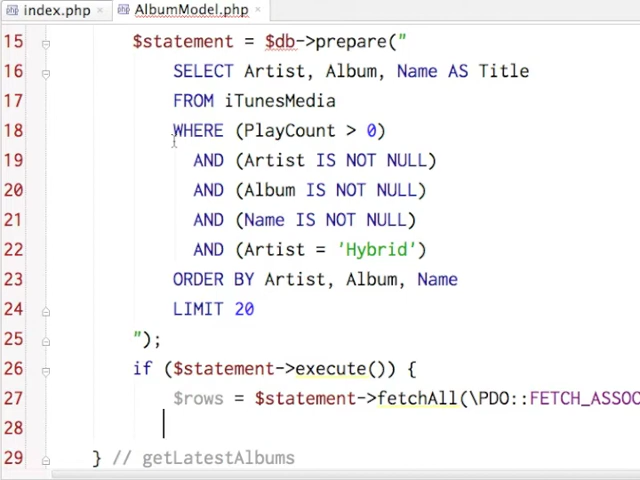 index.php AlbumModel.php
15 $statement = $db->prepare("
16 SELECT Artist, Album, Name AS Title
17 FROM iTunesMedia
18 WHERE (PlayCount > 0)
19 AND (Artist IS NOT NULL)
20 AND (Album IS NOT NULL)
21 AND (Name IS NOT NULL)
22 AND (Artist = 'Hybrid')
23 ORDER BY Artist, Album, Name
24 LIMIT 20
25 ");
26 if ($statement->execute()) {
27 $rows = $statement->fetchAll(\PDO::FETCH_ASSOC
28
29 } // getLatestAlbums